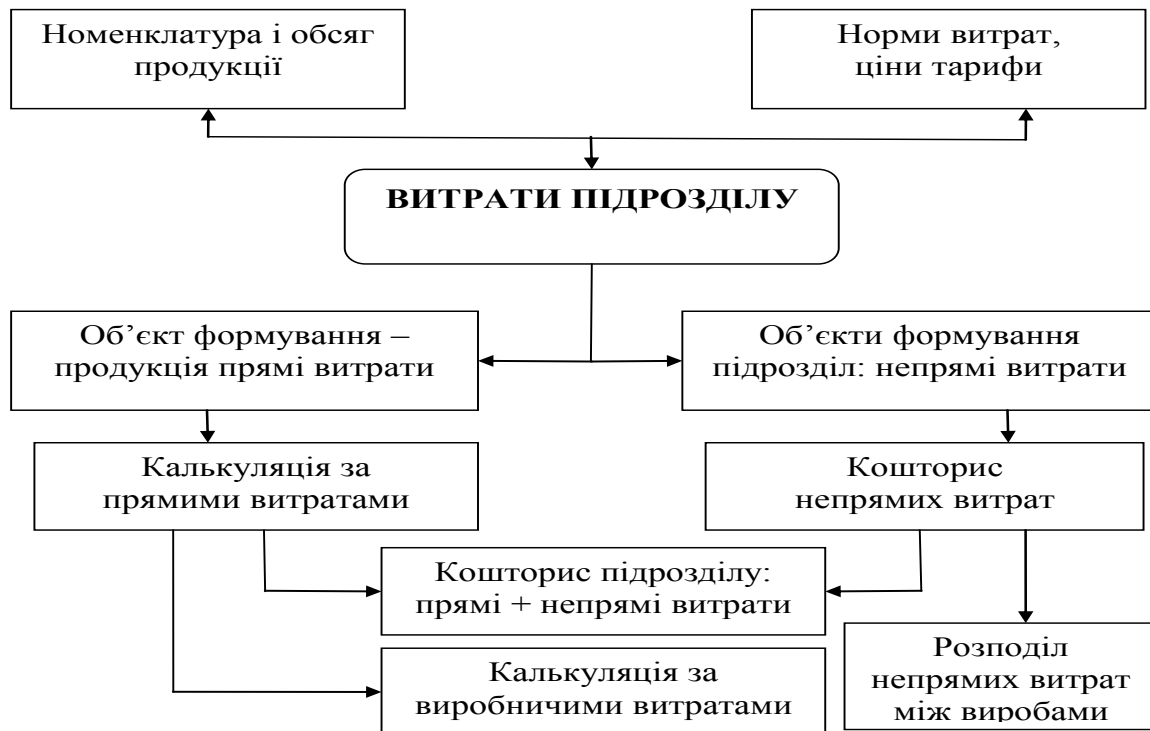 Номенклатура і обсяг
продукції
Норми витрат,
ціни тарифи
ВИТРАТИ ПІДРОЗДІЛУ
Об’єкт формування –
продукція прямі витрати
Об’єкти формування
підрозділ: непрямі витрати
Калькуляція за
прямими витратами
Кошторис
непрямих витрат
Кошторис підрозділу:
прямі + непрямі витрати
Калькуляція за
виробничими витратами
Розподіл
непрямих витрат
між виробами